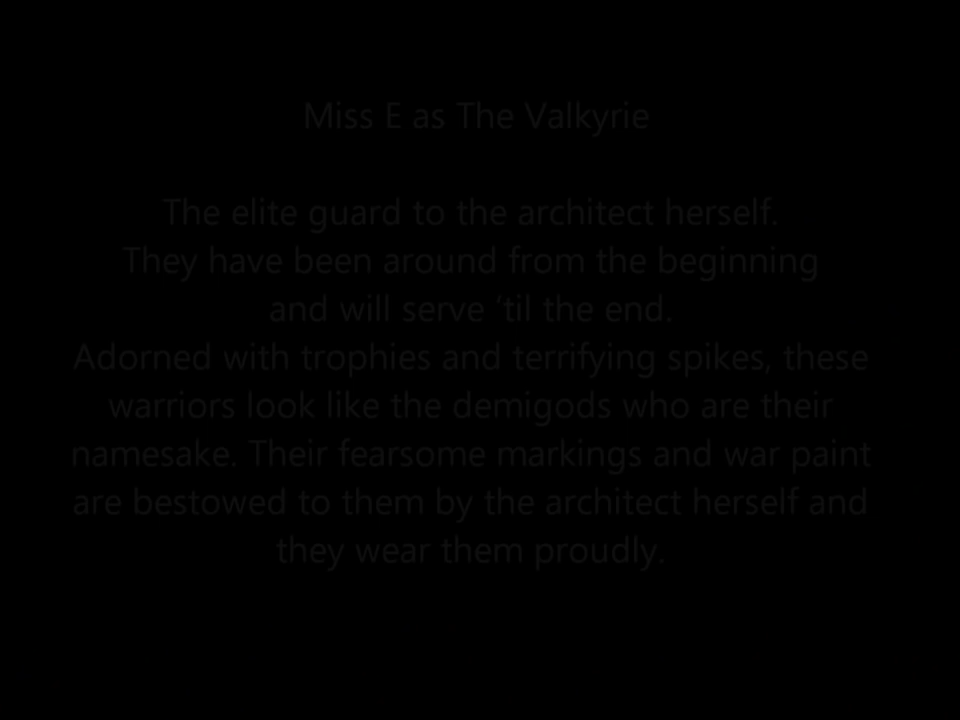 Miss E as The Valkyrie
The elite guard to the architect herself.
They have been around from the beginning
and will serve ‘til the end.
Adorned with trophies and terrifying spikes, these
warriors look like the demigods who are their
namesake. Their fearsome markings and war paint
are bestowed to them by the architect herself and
they wear them proudly.